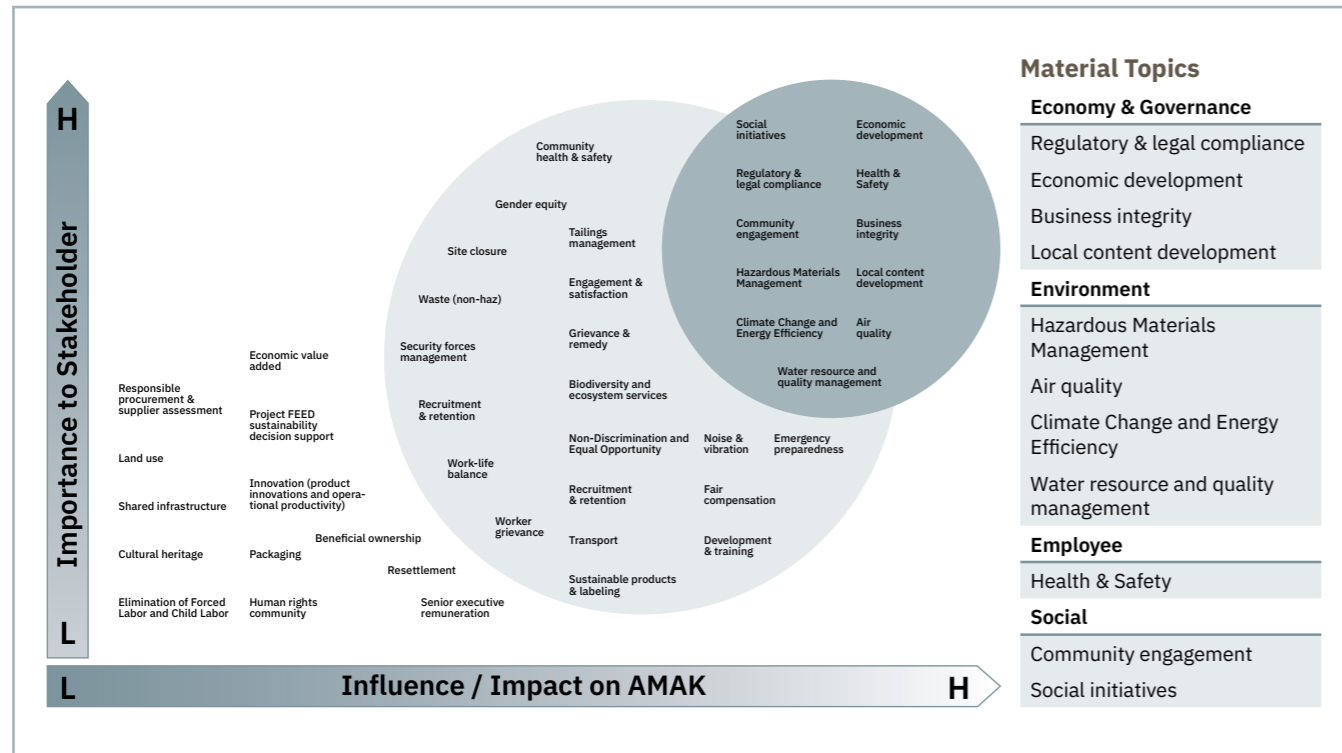 H
Importance to Stakeholder
L
L
Influence / Impact on AMAK
H
Responsible
procurement &
supplier assessment
Land use
Shared infrastructure
Cultural heritage
Elimination of Forced
Labor and Child Labor
Economic value
added
Project FEED
sustainability
decision support
Innovation (product
innovations and opera-
tional productivity)
Beneficial ownership
Packaging
Resettlement
Human rights
community
Senior executive
remuneration
Community
health & safety
Gender equity
Site closure
Waste (non-haz)
Security forces
management
Recruitment
& retention
Work-life
balance
Worker
grievance
Tailings
management
Engagement &
satisfaction
Grievance &
remedy
Biodiversity and
ecosystem services
Non-Discrimination and
Equal Opportunity
Recruitment
& retention
Transport
Sustainable products
& labeling
Noise &
vibration
Fair
compensation
Development
& training
Emergency
preparedness
Social
initiatives
Economic
development
Regulatory &
legal compliance
Health &
Safety
Community
engagement
Business
integrity
Hazardous Materials
Management
Local content
development
Climate Change and
Energy Efficiency
Air
quality
Water resource and
quality management
Material Topics
Economy & Governance
Regulatory & legal compliance
Economic development
Business integrity
Local content development
Environment
Hazardous Materials
Management
Air quality
Climate Change and Energy
Efficiency
Water resource and quality
management
Employee
Health & Safety
Social
Community engagement
Social initiatives